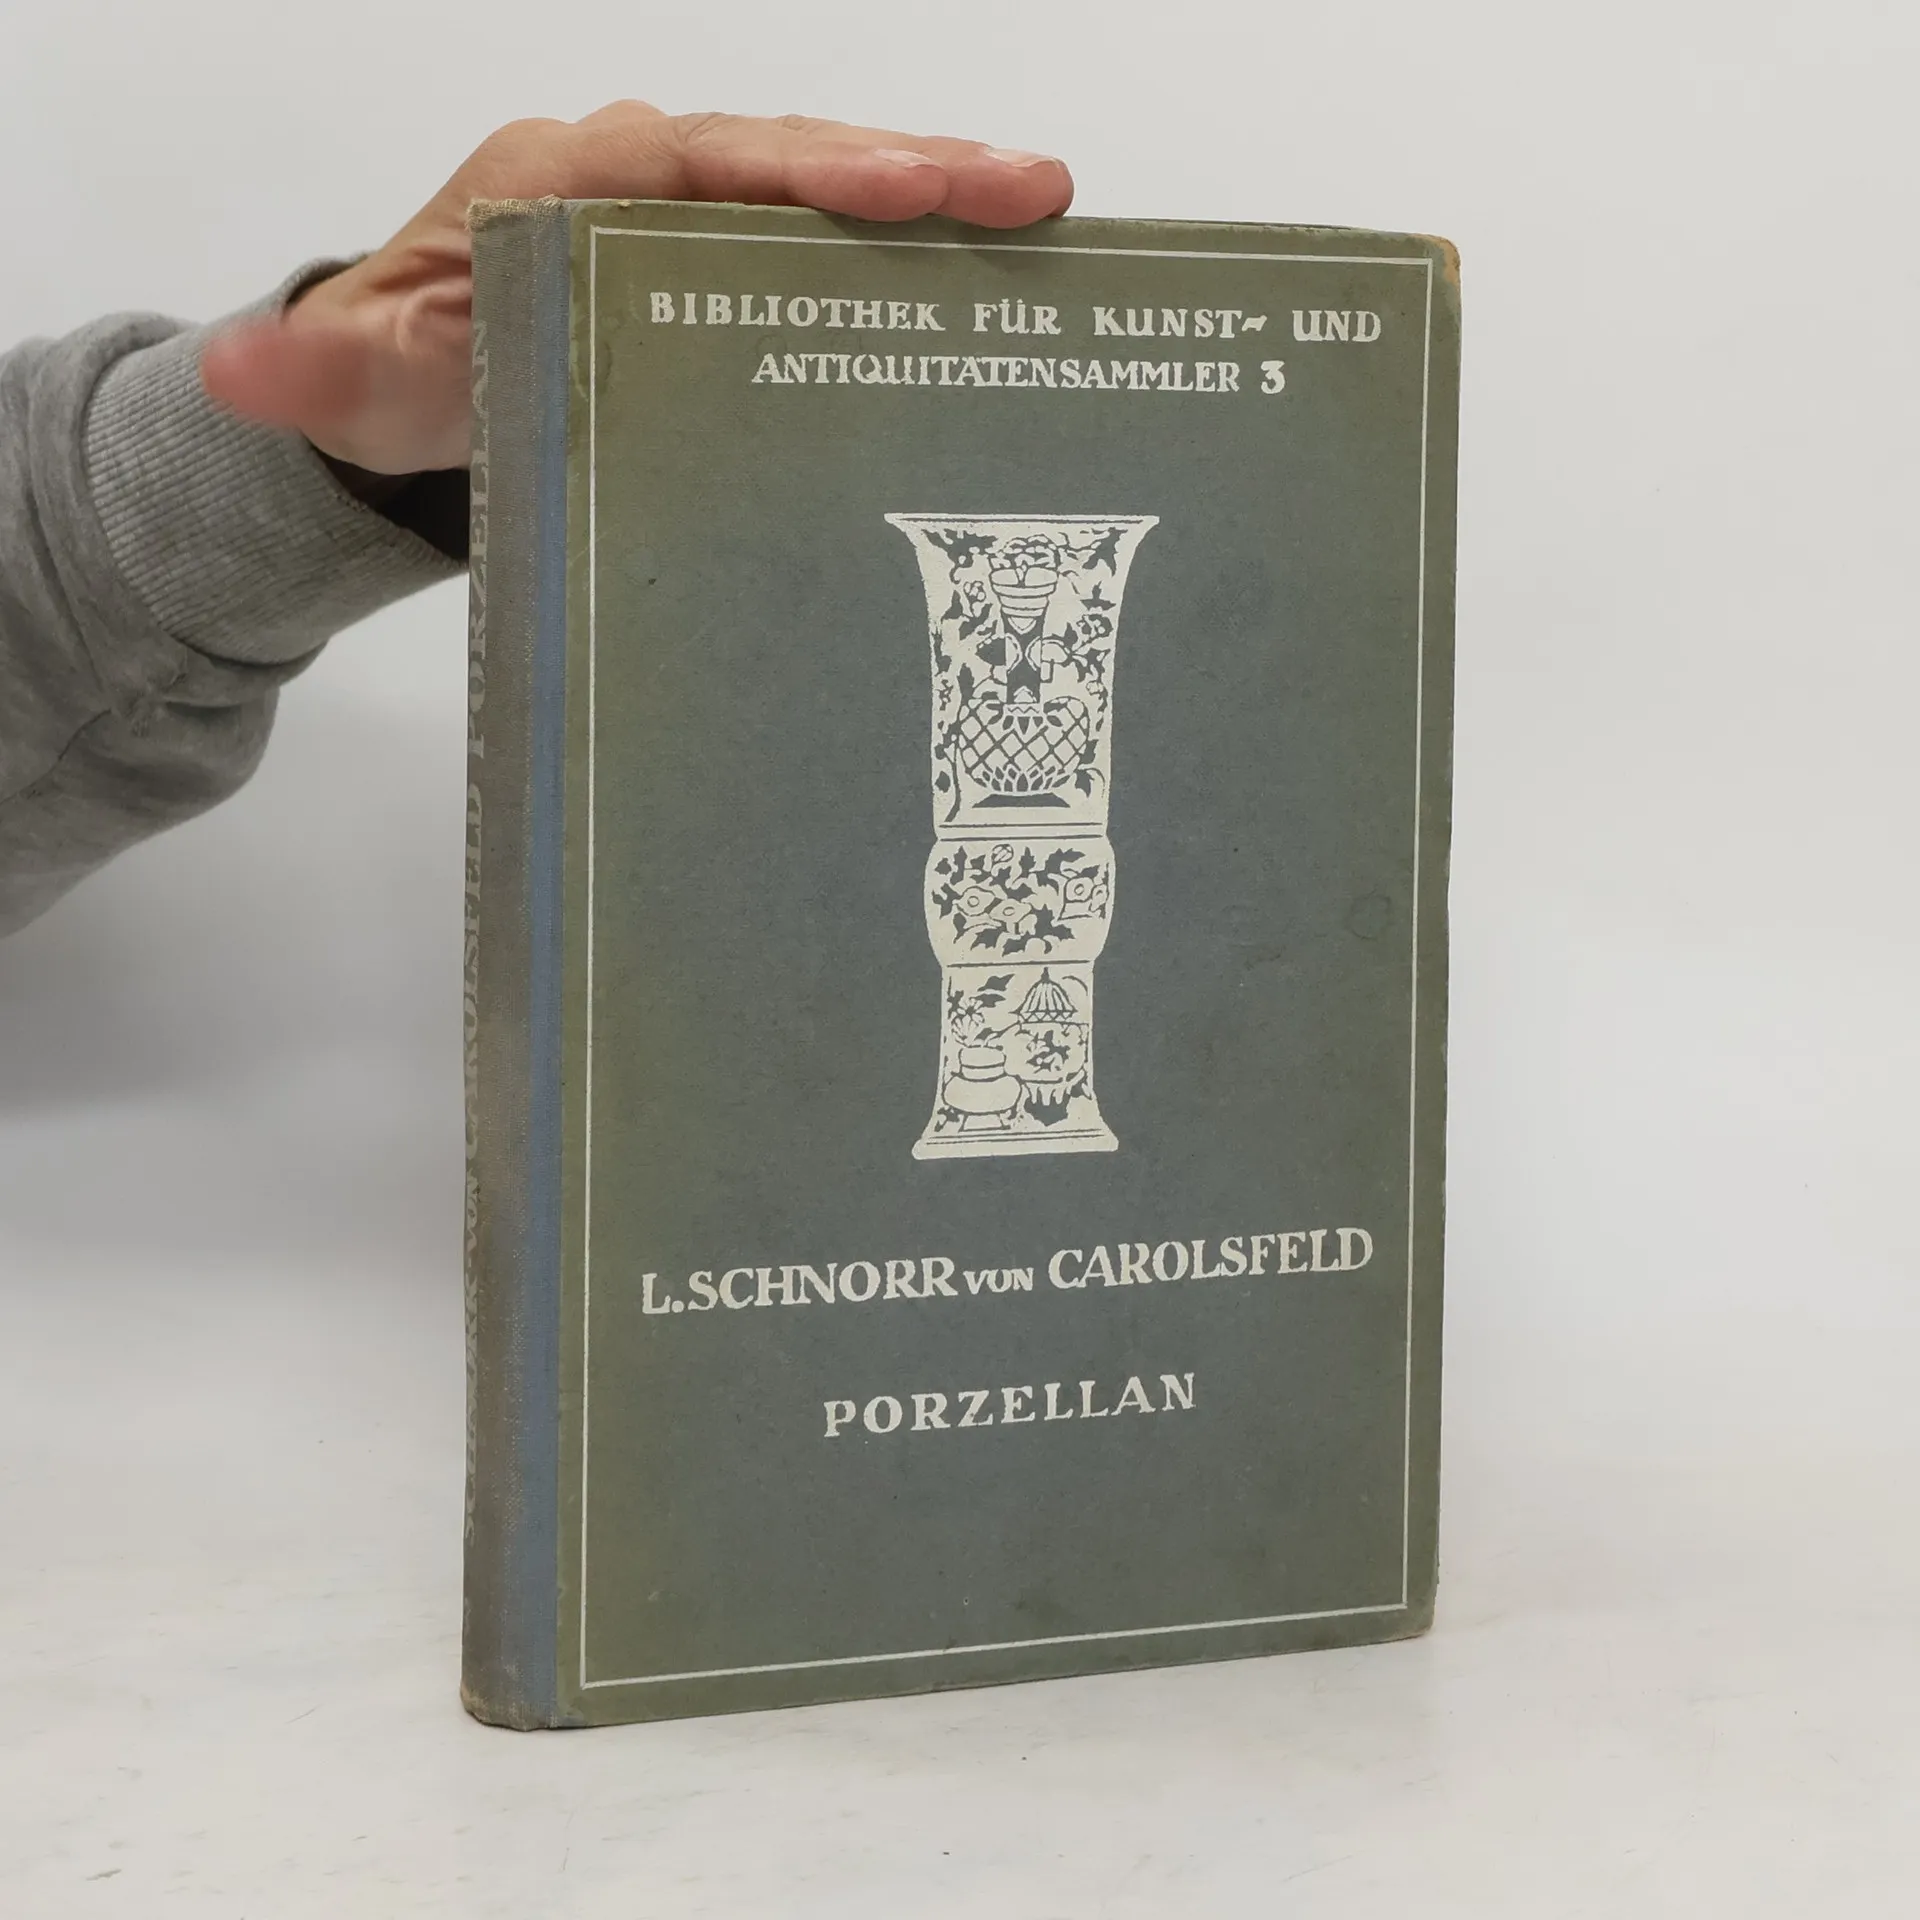 BIBLIOTHEK FÜR KUNST- UND
ANTIQUITÄTENSAMMLER 3
L. SCHNORR VON CAROLSFELD
PORZELLAN
SCHNORR VON CAROLSFELD PORZELLAN